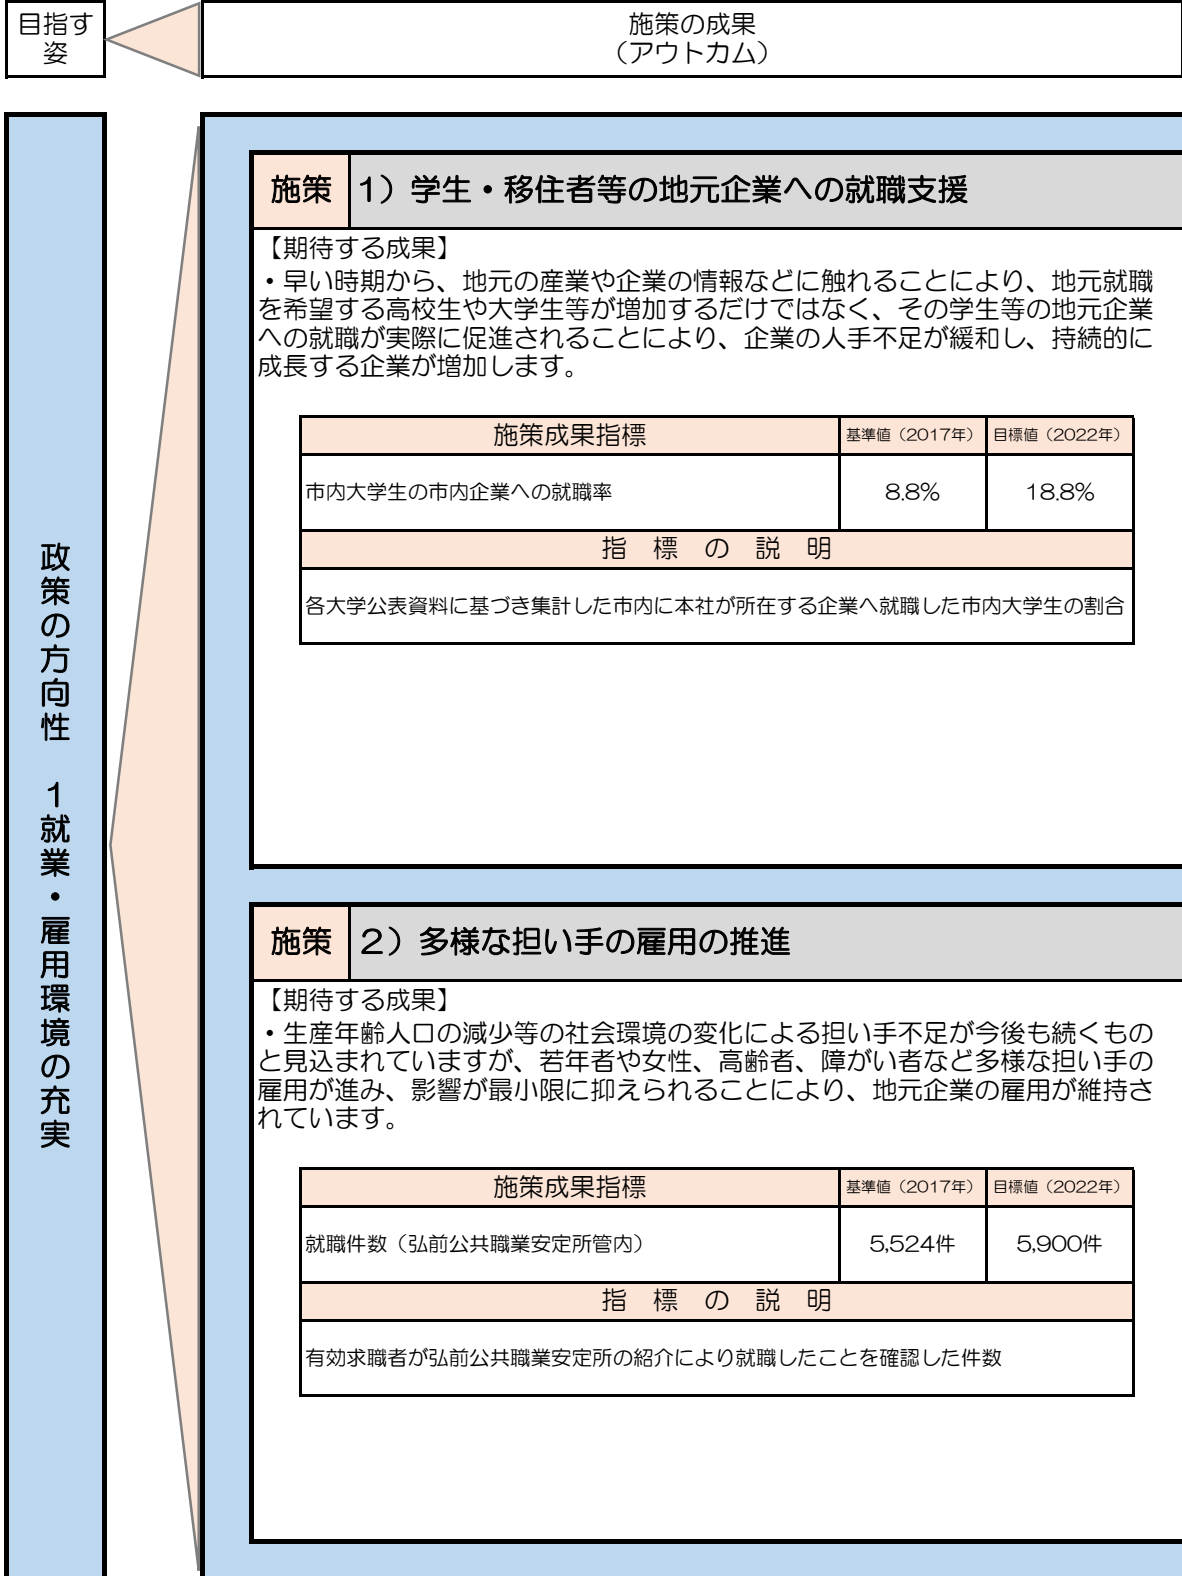 目指す
姿
施策の成果
（アウトカム）
政策の方向性　１就業・雇用環境の充実
施策
１）学生・移住者等の地元企業への就職支援
【期待する成果】
・早い時期から、地元の産業や企業の情報などに触れることにより、地元就職
を希望する高校生や大学生等が増加するだけではなく、その学生等の地元企業
への就職が実際に促進されることにより、企業の人手不足が緩和し、持続的に
成長する企業が増加します。
施策成果指標
基準値（2017年）
目標値（2022年）
市内大学生の市内企業への就職率
8.8%
18.8%
指　標　の　説　明
各大学公表資料に基づき集計した市内に本社が所在する企業へ就職した市内大学生の割合
施策
２）多様な担い手の雇用の推進
【期待する成果】
・生産年齢人口の減少等の社会環境の変化による担い手不足が今後も続くもの
と見込まれていますが、若年者や女性、高齢者、障がい者など多様な担い手の
雇用が進み、影響が最小限に抑えられることにより、地元企業の雇用が維持さ
れています。
施策成果指標
基準値（2017年）
目標値（2022年）
就職件数（弘前公共職業安定所管内）
5,524件
5,900件
指　標　の　説　明
有効求職者が弘前公共職業安定所の紹介により就職したことを確認した件数